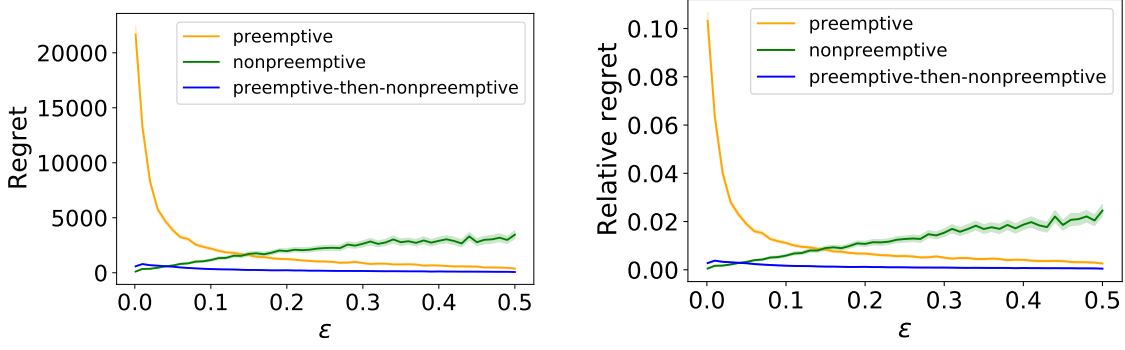 preemptive
nonpreemptive
preemptive-then-nonpreemptive
Regret
20000
15000
10000
5000
0
0.0 0.1 0.2 0.3 0.4 0.5
ε
preemptive
nonpreemptive
preemptive-then-nonpreemptive
Relative regret
0.10
0.08
0.06
0.04
0.02
0.00
0.0 0.1 0.2 0.3 0.4 0.5
ε